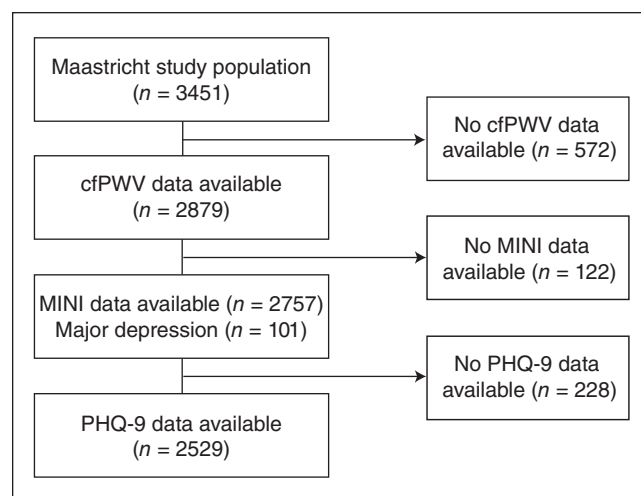 Maastricht study population
(n = 3451)
No cfPWV data
available (n = 572)
cfPWV data available
(n = 2879)
No MINI data
available (n = 122)
MINI data available (n = 2757)
Major depression (n = 101)
No PHQ-9 data
available (n = 228)
PHQ-9 data available
(n = 2529)